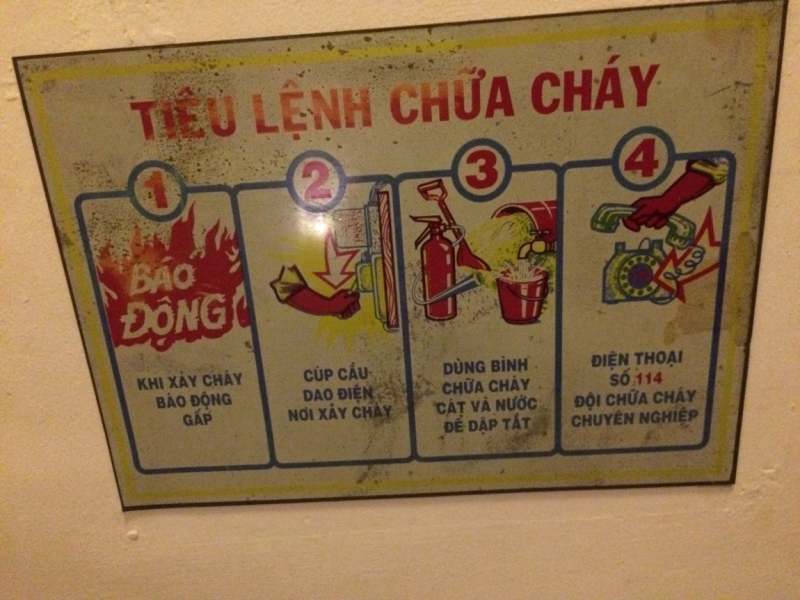 TIÊU LỆNH CHỮA CHÁY
1
BÁO
ĐỘNG
KHI XẢY CHÁY
BÁO ĐỘNG
GẤP
2
CÚP CẦU
DAO ĐIỆN
NƠI XẢY CHÁY
3
DÙNG BÌNH
CHỮA CHÁY
CÁT VÀ NƯỚC
ĐỂ DẬP TẮT
4
ĐIỆN THOẠI
SỐ 114
ĐỘI CHỮA CHÁY
CHUYÊN NGHIỆP